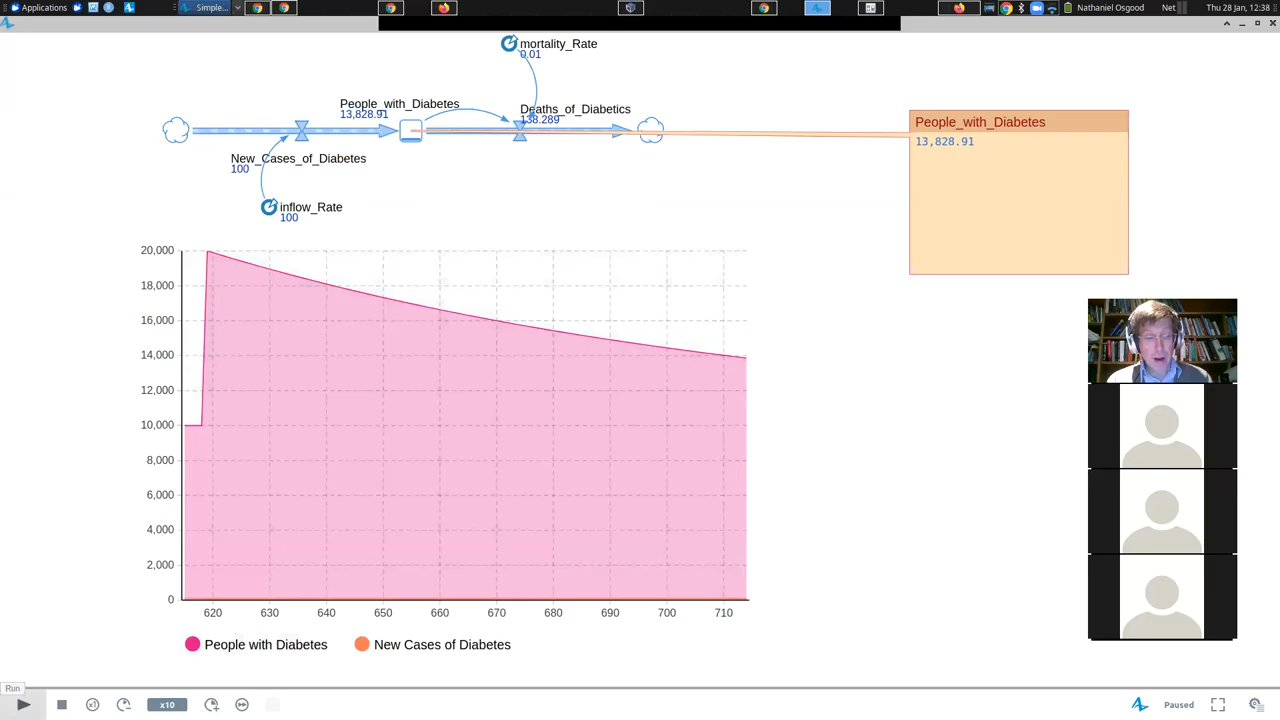 Applications
Simple...
Nathaniel Osgood
Net
Thu 28 Jan, 12:38
mortality_Rate
0.01
People_with_Diabetes
13,828.91
Deaths_of_Diabetics
138.289
New_Cases_of_Diabetes
100
inflow_Rate
100
People_with_Diabetes
13,828.91
20,000
18,000
16,000
14,000
12,000
10,000
8,000
6,000
4,000
2,000
0
620 630 640 650 660 670 680 690 700 710
People with Diabetes
New Cases of Diabetes
Run
x1
x10
Paused